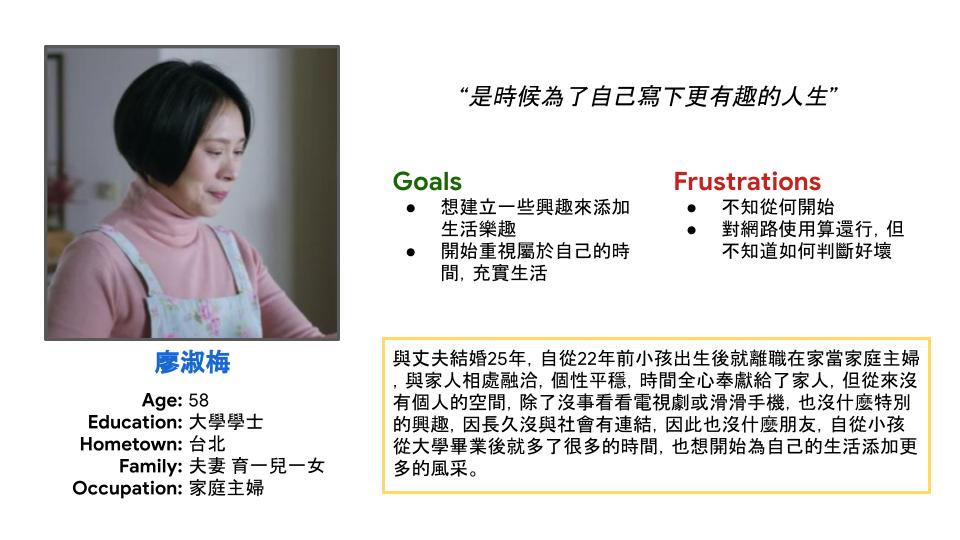 “是時候為了自己寫下更有趣的人生”
Goals
● 想建立一些興趣來添加
生活樂趣
● 開始重視屬於自己的時
間, 充實生活
Frustrations
● 不知從何開始
● 對網路使用算還行, 但
不知道如何判斷好壞
廖淑梅
Age: 58
Education: 大學學士
Hometown: 台北
Family: 夫妻 育一兒一女
Occupation: 家庭主婦
與丈夫結婚25年, 自從22年前小孩出生後就離職在家當家庭主婦
, 與家人相處融洽, 個性平穩, 時間全心奉獻給了家人, 但從來沒
有個人的空間, 除了沒事看看電視劇或滑滑手機, 也沒什麼特別
的興趣, 因長久沒與社會有連結, 因此也沒什麼朋友, 自從小孩
從大學畢業後就多了很多的時間, 也想開始為自己的生活添加更
多的風采。